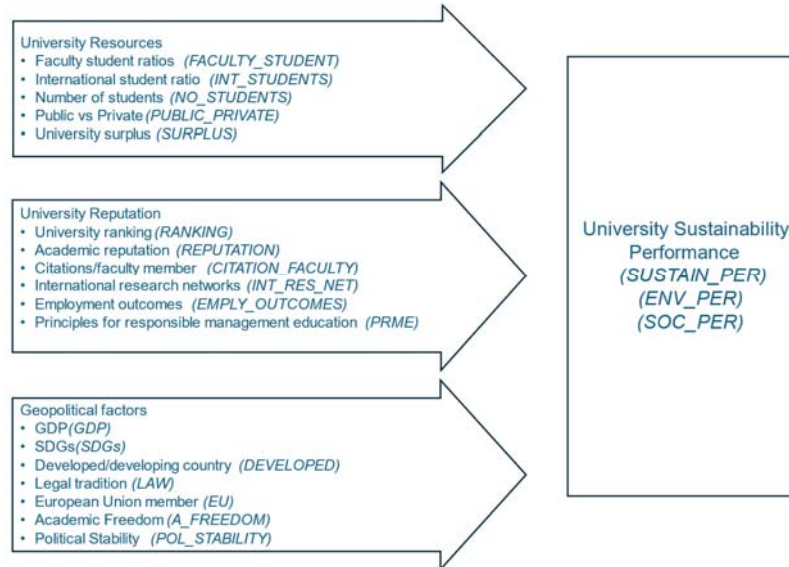 University Resources
• Faculty student ratios (FACULTY_STUDENT)
• International student ratio (INT_STUDENTS)
• Number of students (NO_STUDENTS)
• Public vs Private (PUBLIC_PRIVATE)
• University surplus (SURPLUS)
University Reputation
• University ranking (RANKING)
• Academic reputation (REPUTATION)
• Citations/faculty member (CITATION_FACULTY)
• International research networks (INT_RES_NET)
• Employment outcomes (EMPLY_OUTCOMES)
• Principles for responsible management education (PRME)
Geopolitical factors
• GDP(GDP)
• SDGs(SDGs)
• Developed/developing country (DEVELOPED)
• Legal tradition (LAW)
• European Union member (EU)
• Academic Freedom (A_FREEDOM)
• Political Stability (POL_STABILITY)
University Sustainability
Performance
(SUSTAIN_PER)
(ENV_PER)
(SOC_PER)